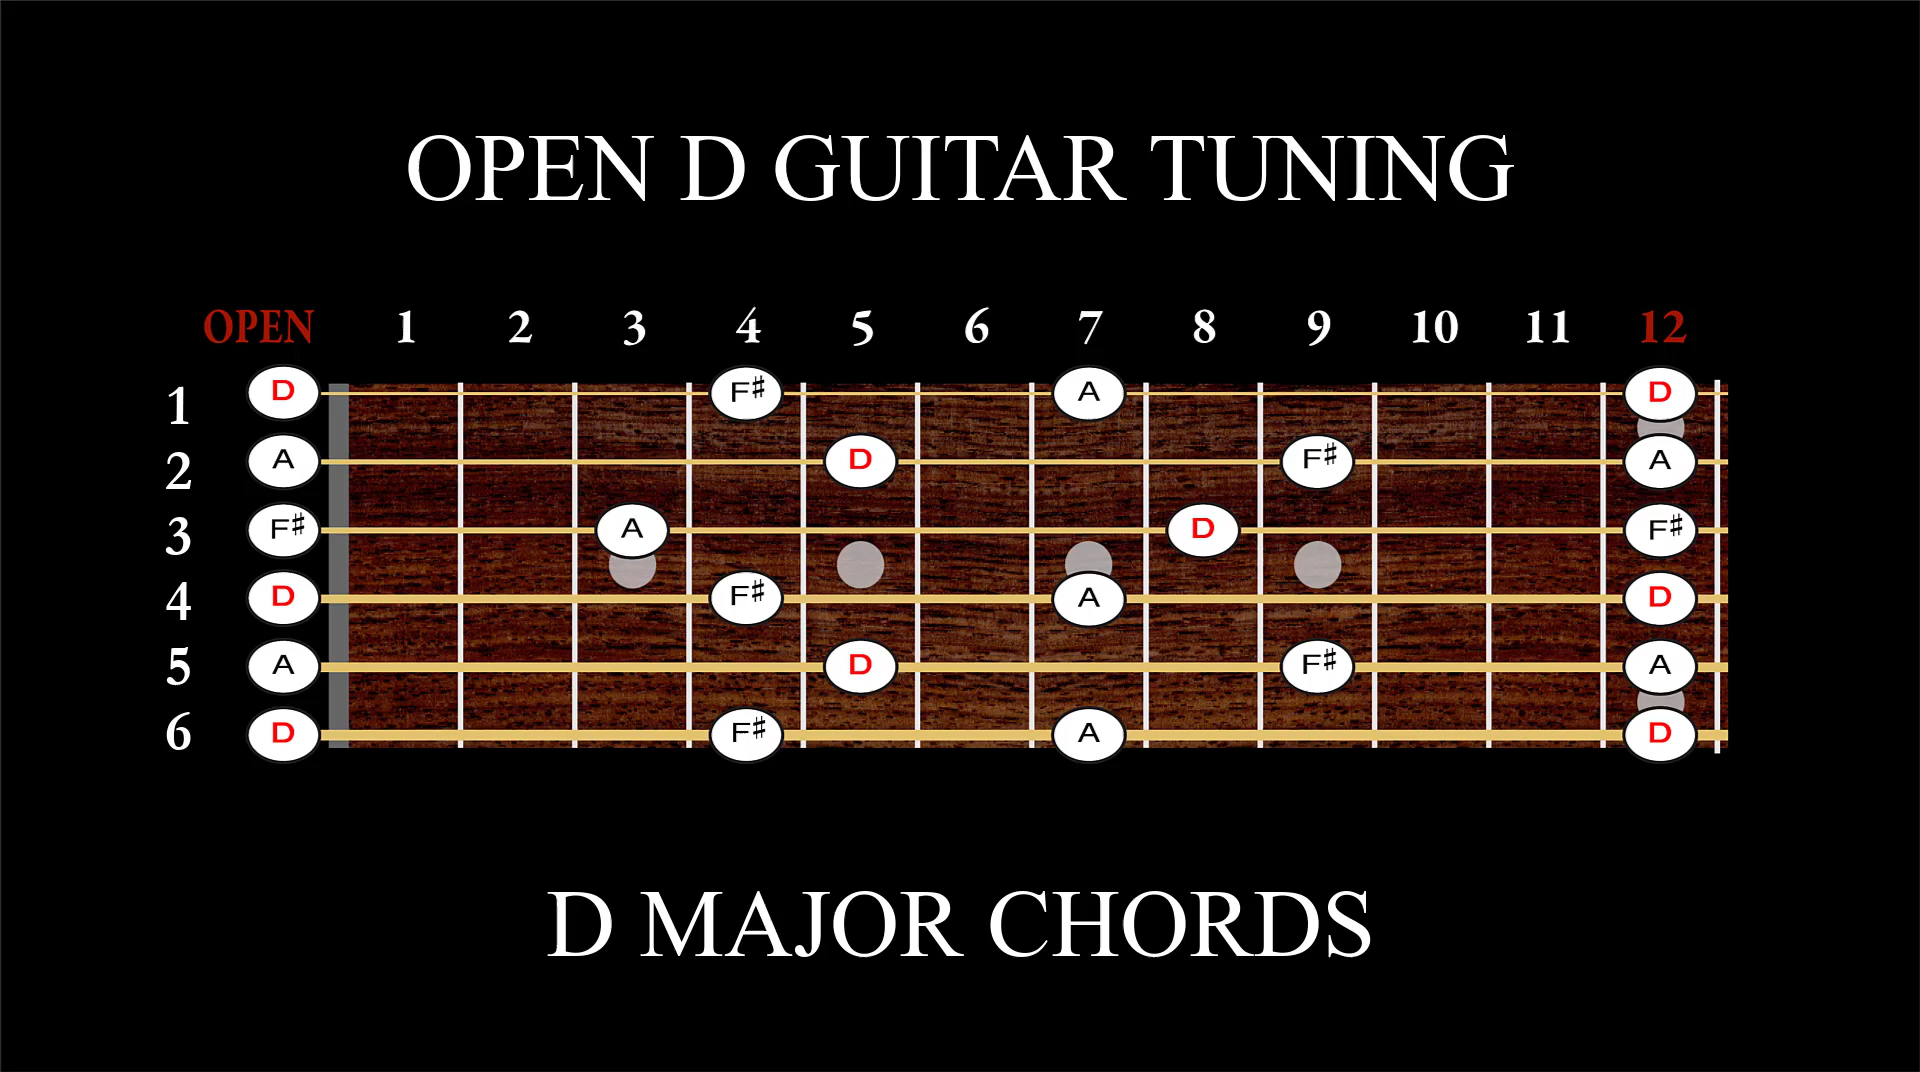 OPEN D GUITAR TUNING
OPEN 1 2 3 4 5 6 7 8 9 10 11 12
1 D F♯ A D
2 A D F♯ A
3 F♯ A D F♯
4 D F♯ A D
5 A D F♯ A
6 D F♯ A D
D MAJOR CHORDS